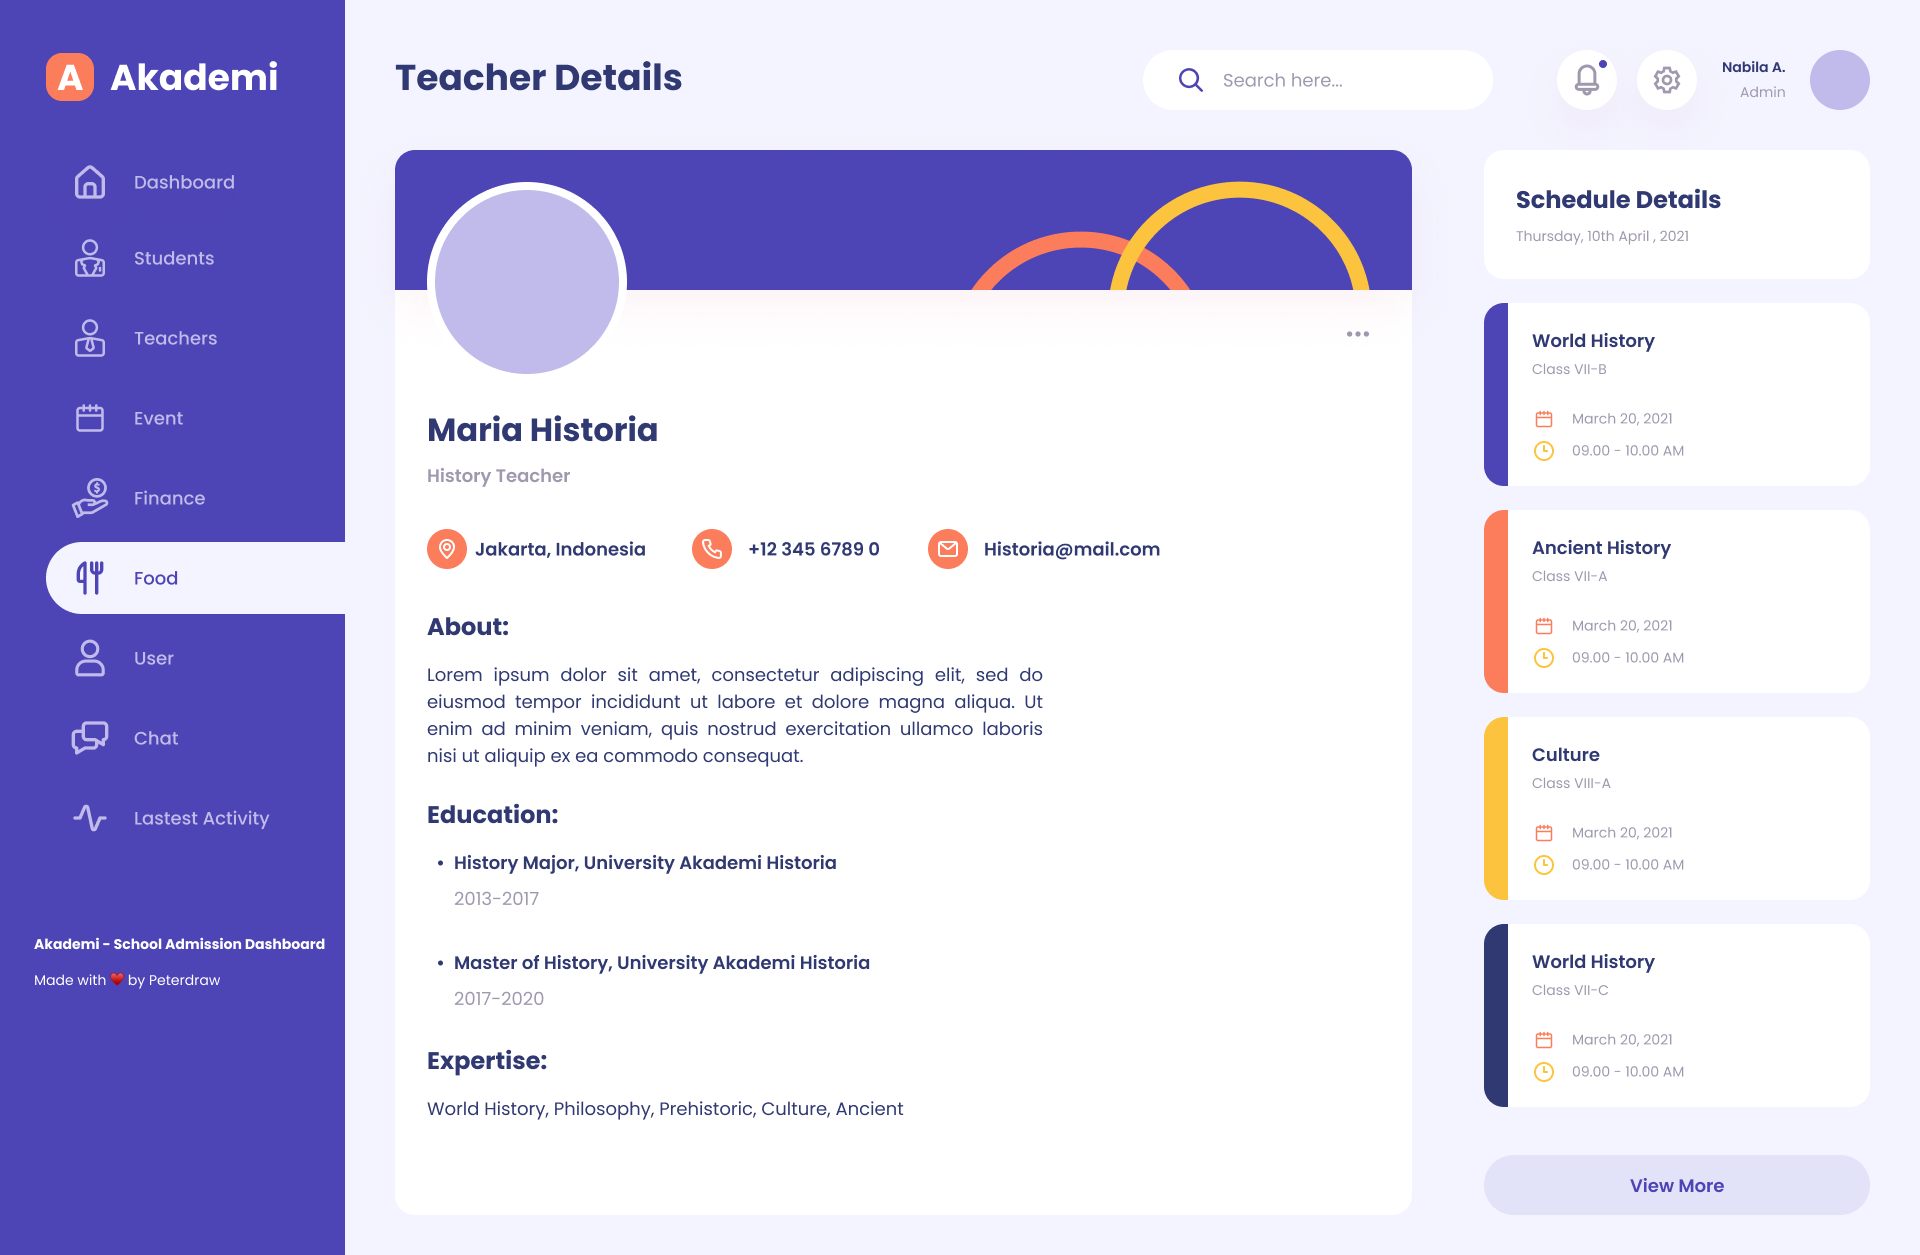 A Akademi
Dashboard
Students
Teachers
Event
Finance
Food
User
Chat
Lastest Activity
Akademi - School Admission Dashboard
Made with ❤️ by Peterdraw
Teacher Details
Search here...
Nabila A.
Admin
Maria Historia
History Teacher
Jakarta, Indonesia
+12 345 6789 0
Historia@mail.com
About:
Lorem ipsum dolor sit amet, consectetur adipiscing elit, sed do
eiusmod tempor incididunt ut labore et dolore magna aliqua. Ut
enim ad minim veniam, quis nostrud exercitation ullamco laboris
nisi ut aliquip ex ea commodo consequat.
Education:
• History Major, University Akademi Historia
2013-2017
• Master of History, University Akademi Historia
2017-2020
Expertise:
World History, Philosophy, Prehistoric, Culture, Ancient
Schedule Details
Thursday, 10th April , 2021
World History
Class VII-B
March 20, 2021
09.00 - 10.00 AM
Ancient History
Class VII-A
March 20, 2021
09.00 - 10.00 AM
Culture
Class VIII-A
March 20, 2021
09.00 - 10.00 AM
World History
Class VII-C
March 20, 2021
09.00 - 10.00 AM
View More